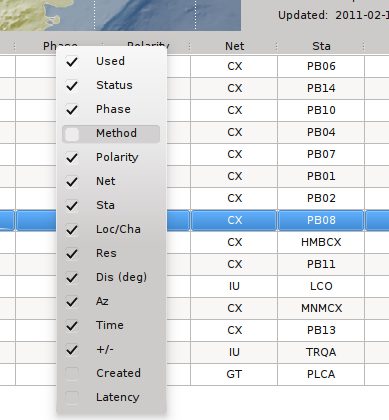 Updated: 2011-02-1
Phase Polarity Net Sta
Used
Status
Phase
Method
Polarity
Net
Sta
Loc/Cha
Res
Dis (deg)
Az
Time
+/-
Created
Latency
CX PB06
CX PB14
CX PB10
CX PB04
CX PB07
CX PB01
CX PB02
CX PB08
CX HMBCX
CX PB11
IU LCO
CX MNMCX
CX PB13
IU TRQA
GT PLCA